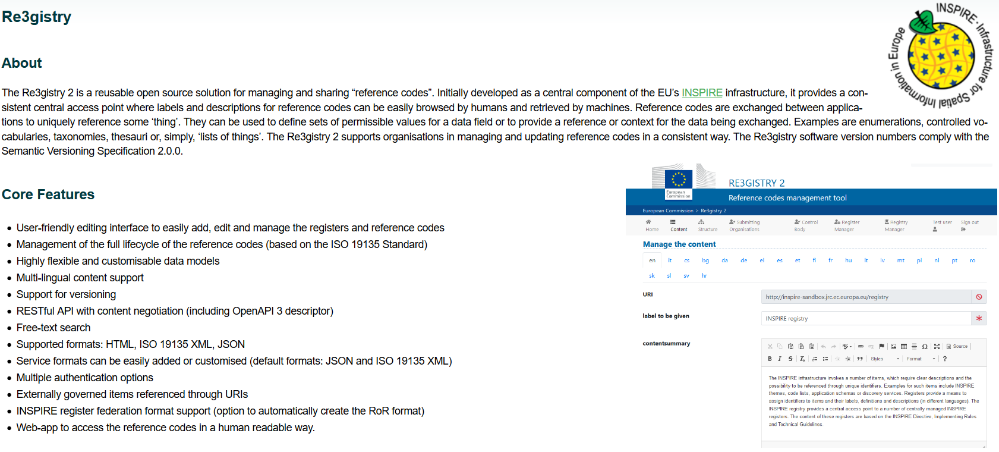 Re3gistry
INSPIRE · Infrastructure for Spatial Information in Europe
About
The Re3gistry 2 is a reusable open source solution for managing and sharing “reference codes”. Initially developed as a central component of the EU’s INSPIRE infrastructure, it provides a con-
sistent central access point where labels and descriptions for reference codes can be easily browsed by humans and retrieved by machines. Reference codes are exchanged between applica-
tions to uniquely reference some ‘thing’. They can be used to define sets of permissible values for a data field or to provide a reference or context for the data being exchanged. Examples are enumerations, controlled vo-
cabularies, taxonomies, thesauri or, simply, ‘lists of things’. The Re3gistry 2 supports organisations in managing and updating reference codes in a consistent way. The Re3gistry software version numbers comply with the
Semantic Versioning Specification 2.0.0.
Core Features
• User-friendly editing interface to easily add, edit and manage the registers and reference codes
• Management of the full lifecycle of the reference codes (based on the ISO 19135 Standard)
• Highly flexible and customisable data models
• Multi-lingual content support
• Support for versioning
• RESTful API with content negotiation (including OpenAPI 3 descriptor)
• Free-text search
• Supported formats: HTML, ISO 19135 XML, JSON
• Service formats can be easily added or customised (default formats: JSON and ISO 19135 XML)
• Multiple authentication options
• Externally governed items referenced through URIs
• INSPIRE register federation format support (option to automatically create the RoR format)
• Web-app to access the reference codes in a human readable way.
European
Commission
RE3GISTRY 2
Reference codes management tool
European Commission > Re3gistry 2
Home
Content
Structure
Submitting
Organisations
Control
Body
Register
Manager
Registry
Manager
Test user
Sign out
Manage the content
en it cs bg da de el es et fi fr hu lt lv mt pl nl pt ro
sk sl sv hr
URI
http://inspire-sandbox.jrc.ec.europa.eu/registry
label to be given
INSPIRE registry
contentsummary
Source
B I S Ix Styles Format ?
The INSPIRE infrastructure involves a number of items, which require clear descriptions and the
possibility to be referenced through unique identifiers. Examples for such items include INSPIRE
themes, code lists, application schemas or discovery services. Registers provide a means to
assign identifiers to items and their labels, definitions and descriptions (in different languages). The
INSPIRE registry provides a central access point to a number of centrally managed INSPIRE
registers. The content of these registers are based on the INSPIRE Directive, Implementing Rules
and Technical Guidelines.